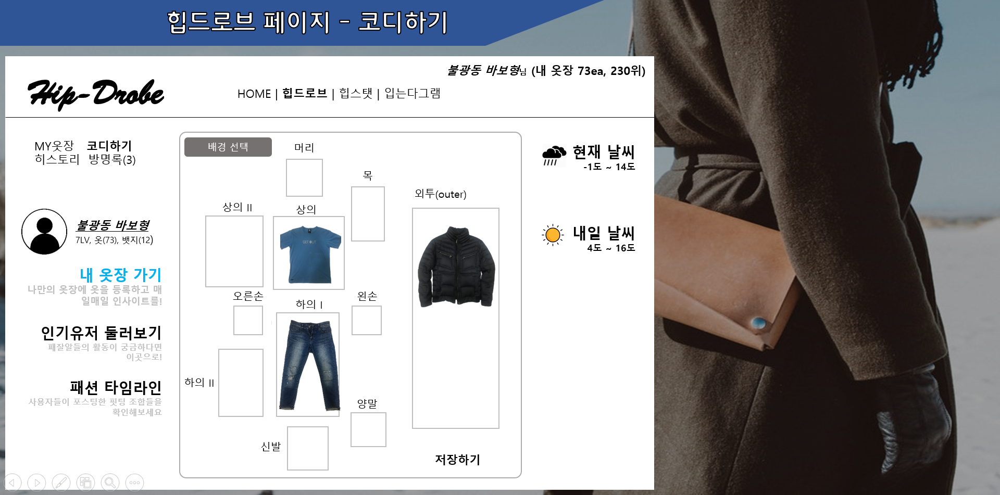 힙드로브 페이지 - 코디하기
불광동 바보형님 (내 옷장 73ea, 230위)
Hip-Drobe
HOME | 힙드로브 | 힙스탯 | 입는다그램
MY옷장 코디하기
히스토리 방명록(3)
불광동 바보형
7LV, 옷(73), 뱃지(12)
내 옷장 가기
나만의 옷장에 옷을 등록하고 매
일매일 인사이트를!
인기유저 둘러보기
패잘알들의 활동이 궁금하다면
이곳으로!
패션 타임라인
사용자들이 포스팅한 핏팅 조합들을
확인해보세요
배경 선택
머리
목
외투(outer)
상의 II
상의
GET OUT
오른손
하의 I
왼손
하의 II
양말
신발
저장하기
현재 날씨
-1도 ~ 14도
내일 날씨
4도 ~ 16도